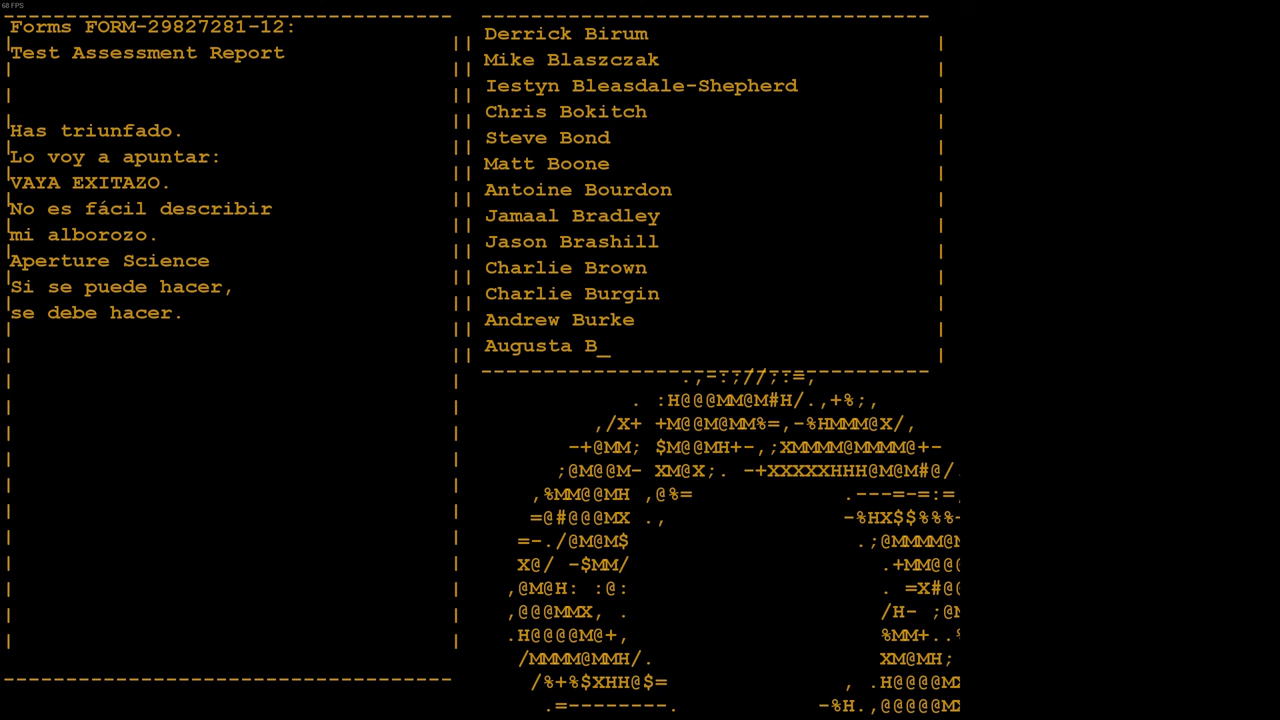 68 FPS
Forms FORM-29827281-12:
Test Assessment Report
Has triunfado.
Lo voy a apuntar:
VAYA EXITAZO.
No es fácil describir
mi alborozo.
Aperture Science
Si se puede hacer,
se debe hacer.
Derrick Birum
Mike Blaszczak
Iestyn Bleasdale-Shepherd
Chris Bokitch
Steve Bond
Matt Boone
Antoine Bourdon
Jamaal Bradley
Jason Brashill
Charlie Brown
Charlie Burgin
Andrew Burke
Augusta B_